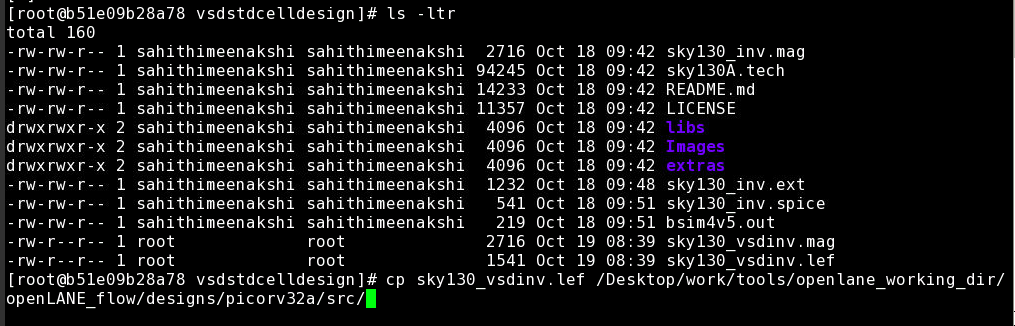 [root@b51e09b28a78 vsdstdcelldesign]# ls -ltr
total 160
-rw-rw-r-- 1 sahithimeenakshi sahithimeenakshi  2716 Oct 18 09:42 sky130_inv.mag
-rw-rw-r-- 1 sahithimeenakshi sahithimeenakshi 94245 Oct 18 09:42 sky130A.tech
-rw-rw-r-- 1 sahithimeenakshi sahithimeenakshi 14233 Oct 18 09:42 README.md
-rw-rw-r-- 1 sahithimeenakshi sahithimeenakshi 11357 Oct 18 09:42 LICENSE
drwxrwxr-x 2 sahithimeenakshi sahithimeenakshi  4096 Oct 18 09:42 libs
drwxrwxr-x 2 sahithimeenakshi sahithimeenakshi  4096 Oct 18 09:42 Images
drwxrwxr-x 2 sahithimeenakshi sahithimeenakshi  4096 Oct 18 09:42 extras
-rw-rw-r-- 1 sahithimeenakshi sahithimeenakshi  1232 Oct 18 09:48 sky130_inv.ext
-rw-rw-r-- 1 sahithimeenakshi sahithimeenakshi   541 Oct 18 09:51 sky130_inv.spice
-rw-rw-r-- 1 sahithimeenakshi sahithimeenakshi   219 Oct 18 09:51 bsim4v5.out
-rw-r--r-- 1 root             root              2716 Oct 19 08:39 sky130_vsdinv.mag
-rw-r--r-- 1 root             root              1541 Oct 19 08:39 sky130_vsdinv.lef
[root@b51e09b28a78 vsdstdcelldesign]# cp sky130_vsdinv.lef /Desktop/work/tools/openlane_working_dir/
openLANE_flow/designs/picorv32a/src/